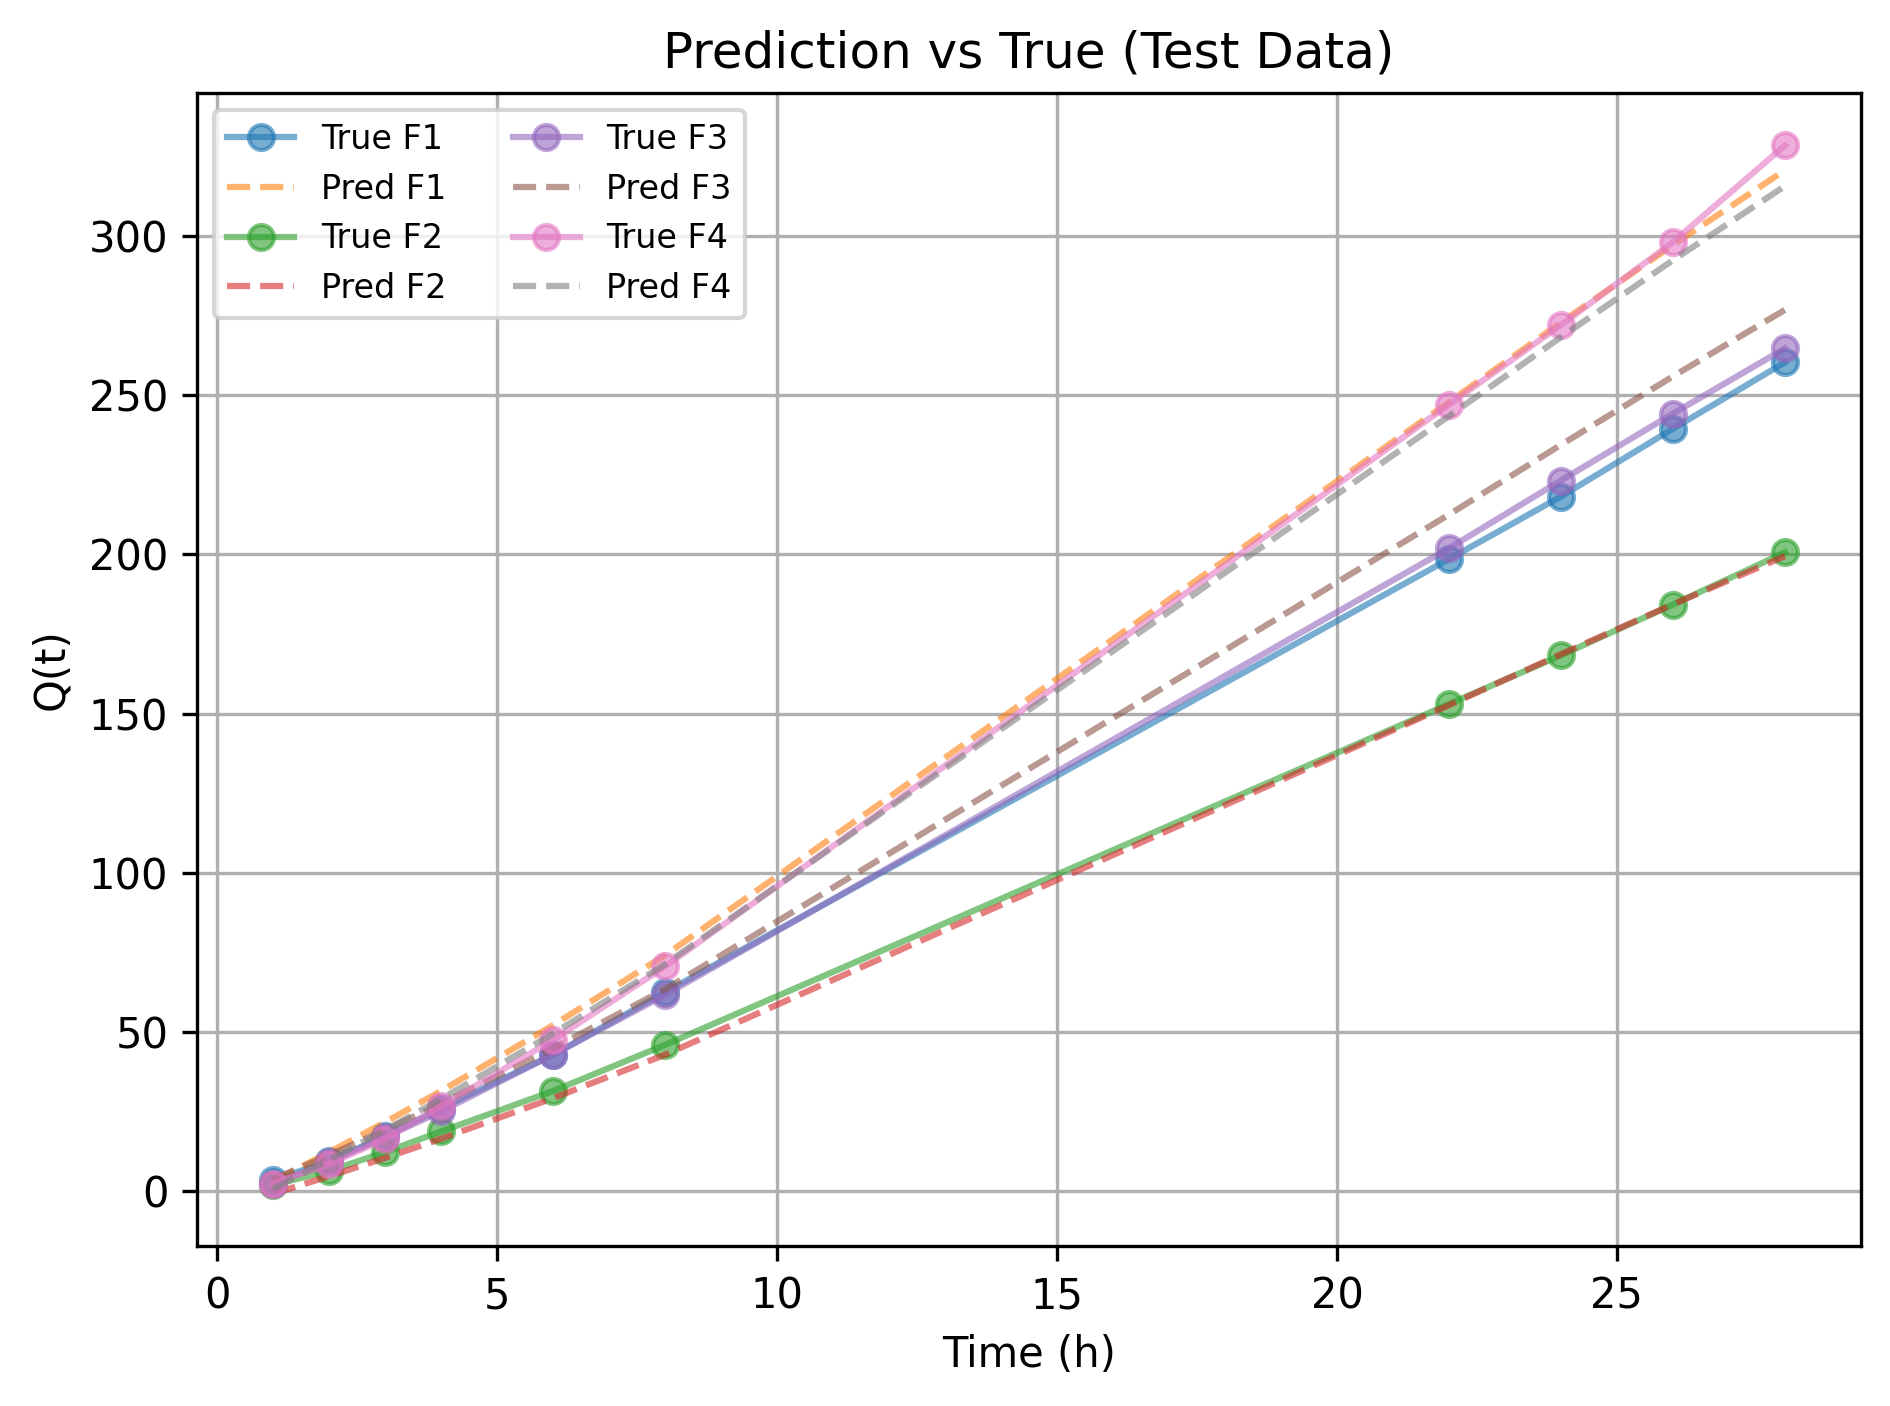 Prediction vs True (Test Data)
True F1
Pred F1
True F2
Pred F2
True F3
Pred F3
True F4
Pred F4
300
250
200
150
100
50
0
Q(t)
0 5 10 15 20 25
Time (h)